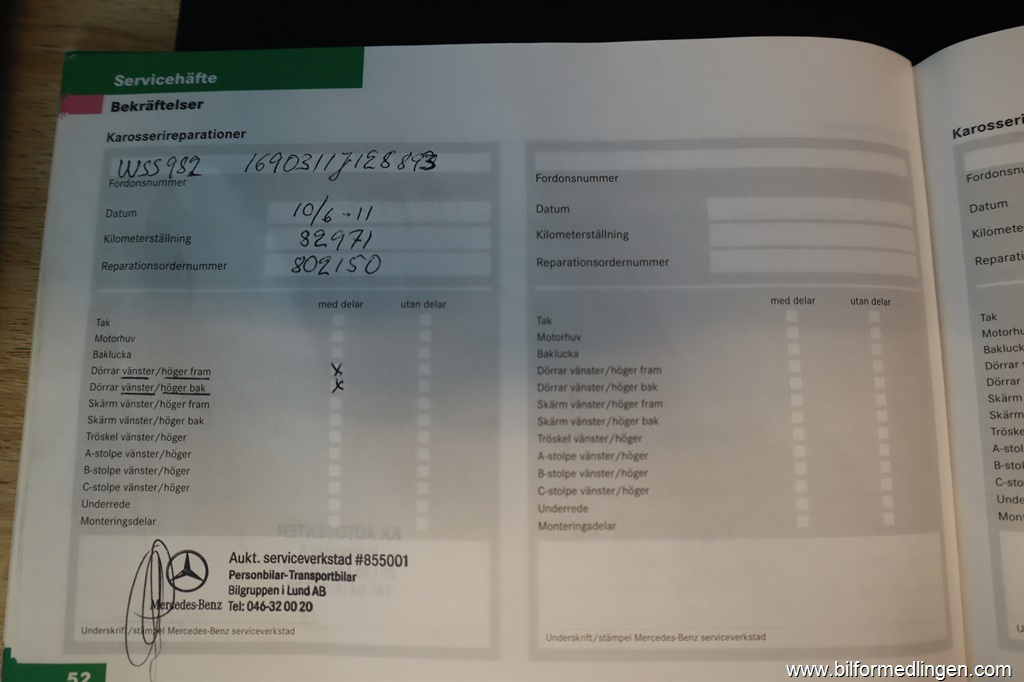 Servicehäfte
Bekräftelser
Karosserireparationer
WSS982 1690311J128893
Fordonsnummer
Datum 10/6-11
Kilometerställning 82971
Reparationsordernummer 802150
med delar utan delar
Tak
Motorhuv
Baklucka
Dörrar vänster/höger fram X
Dörrar vänster/höger bak X
Skärm vänster/höger fram
Skärm vänster/höger bak
Tröskel vänster/höger
A-stolpe vänster/höger
B-stolpe vänster/höger
C-stolpe vänster/höger
Underrede
Monteringsdelar
Aukt. serviceverkstad #855001
Personbilar-Transportbilar
Bilgruppen i Lund AB
Mercedes-Benz Tel: 046-32 00 20
Underskrift/stämpel Mercedes-Benz serviceverkstad
52
Fordonsnummer
Datum
Kilometerställning
Reparationsordernummer
med delar utan delar
Tak
Motorhuv
Baklucka
Dörrar vänster/höger fram
Dörrar vänster/höger bak
Skärm vänster/höger fram
Skärm vänster/höger bak
Tröskel vänster/höger
A-stolpe vänster/höger
B-stolpe vänster/höger
C-stolpe vänster/höger
Underrede
Monteringsdelar
Underskrift/stämpel Mercedes-Benz serviceverkstad
Karosseri
Fordonsnu
Datum
Kilomete
Reparati
Tak
Motorhu
Bakluck
Dörrar
Dörrar
Skärm
Skärm
Tröske
A-stol
B-stol
C-sto
Unde
Mon
www.bilformedlingen.com